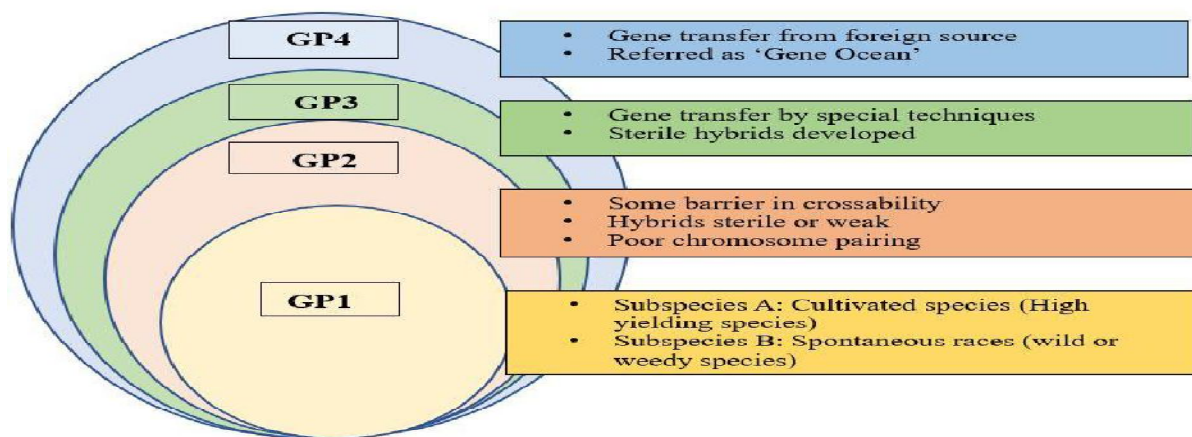 GP4
• Gene transfer from foreign source
• Referred as ‘Gene Ocean’
GP3
• Gene transfer by special techniques
• Sterile hybrids developed
GP2
• Some barrier in crossability
• Hybrids sterile or weak
• Poor chromosome pairing
GP1
• Subspecies A: Cultivated species (High
yielding species)
• Subspecies B: Spontaneous races (wild or
weedy species)